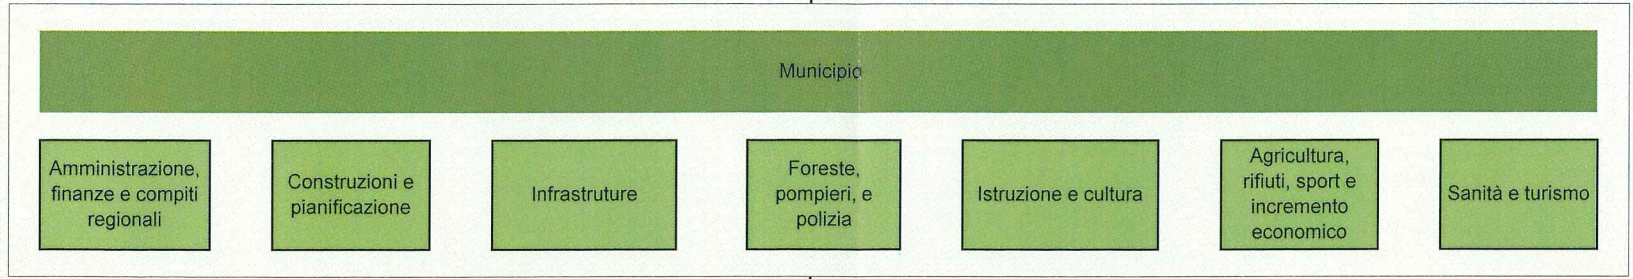 Municipio
Amministrazione,
finanze e compiti
regionali
Construzioni e
pianificazione
Infrastruture
Foreste,
pompieri, e
polizia
Istruzione e cultura
Agricultura,
rifiuti, sport e
incremento
economico
Sanità e turismo